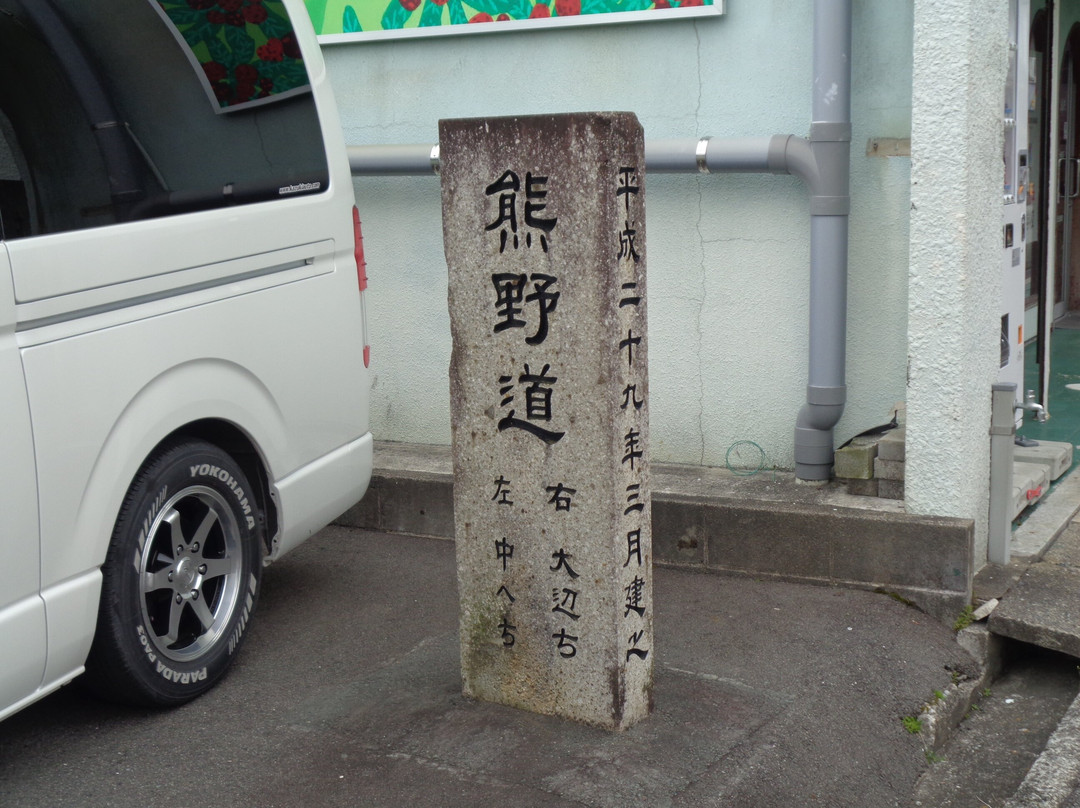 熊野道
右 大辺ち
左 中へち
平成二十九年三月建之
YOKOHAMA
PARADA PA03